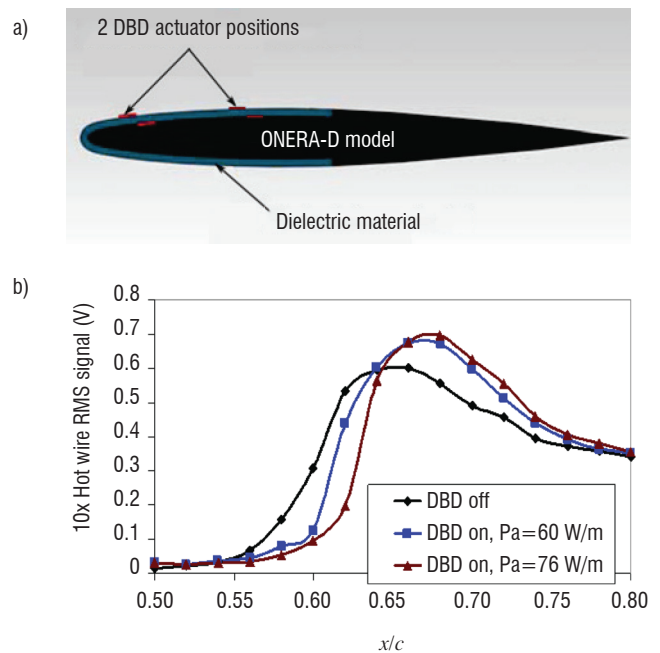 a)
2 DBD actuator positions
ONERA-D model
Dielectric material
b)
10x Hot wire RMS signal (V)
0.8
0.7
0.6
0.5
0.4
0.3
0.2
0.1
0
DBD off
DBD on, Pa=60 W/m
DBD on, Pa=76 W/m
0.50 0.55 0.60 0.65 0.70 0.76 0.80
x/c